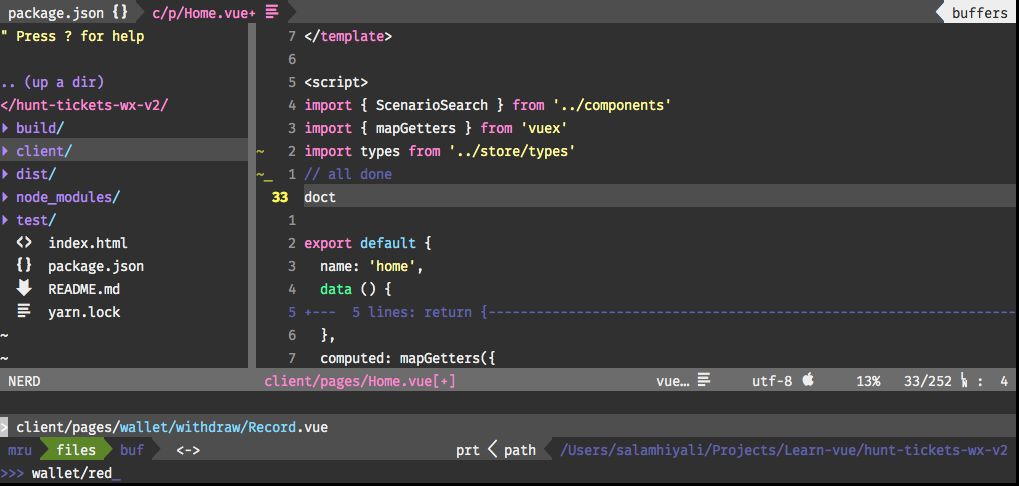 package.json {} c/p/Home.vue+ buffers
" Press ? for help
.. (up a dir)
</hunt-tickets-wx-v2/
build/
client/
dist/
node_modules/
test/
index.html
{} package.json
README.md
yarn.lock
~
~
7 </template>
6
5 <script>
4 import { ScenarioSearch } from '../components'
3 import { mapGetters } from 'vuex'
~ 2 import types from '../store/types'
~_ 1 // all done
33 doct
1
2 export default {
3 name: 'home',
4 data () {
5 +--- 5 lines: return {----------------------------------------------------------------
6 },
7 computed: mapGetters({
NERD client/pages/Home.vue[+] vue… utf-8 13% 33/252 LN : 4
> client/pages/wallet/withdraw/Record.vue
mru files buf <-> prt path /Users/salamhiyali/Projects/Learn-vue/hunt-tickets-wx-v2
>>> wallet/red_